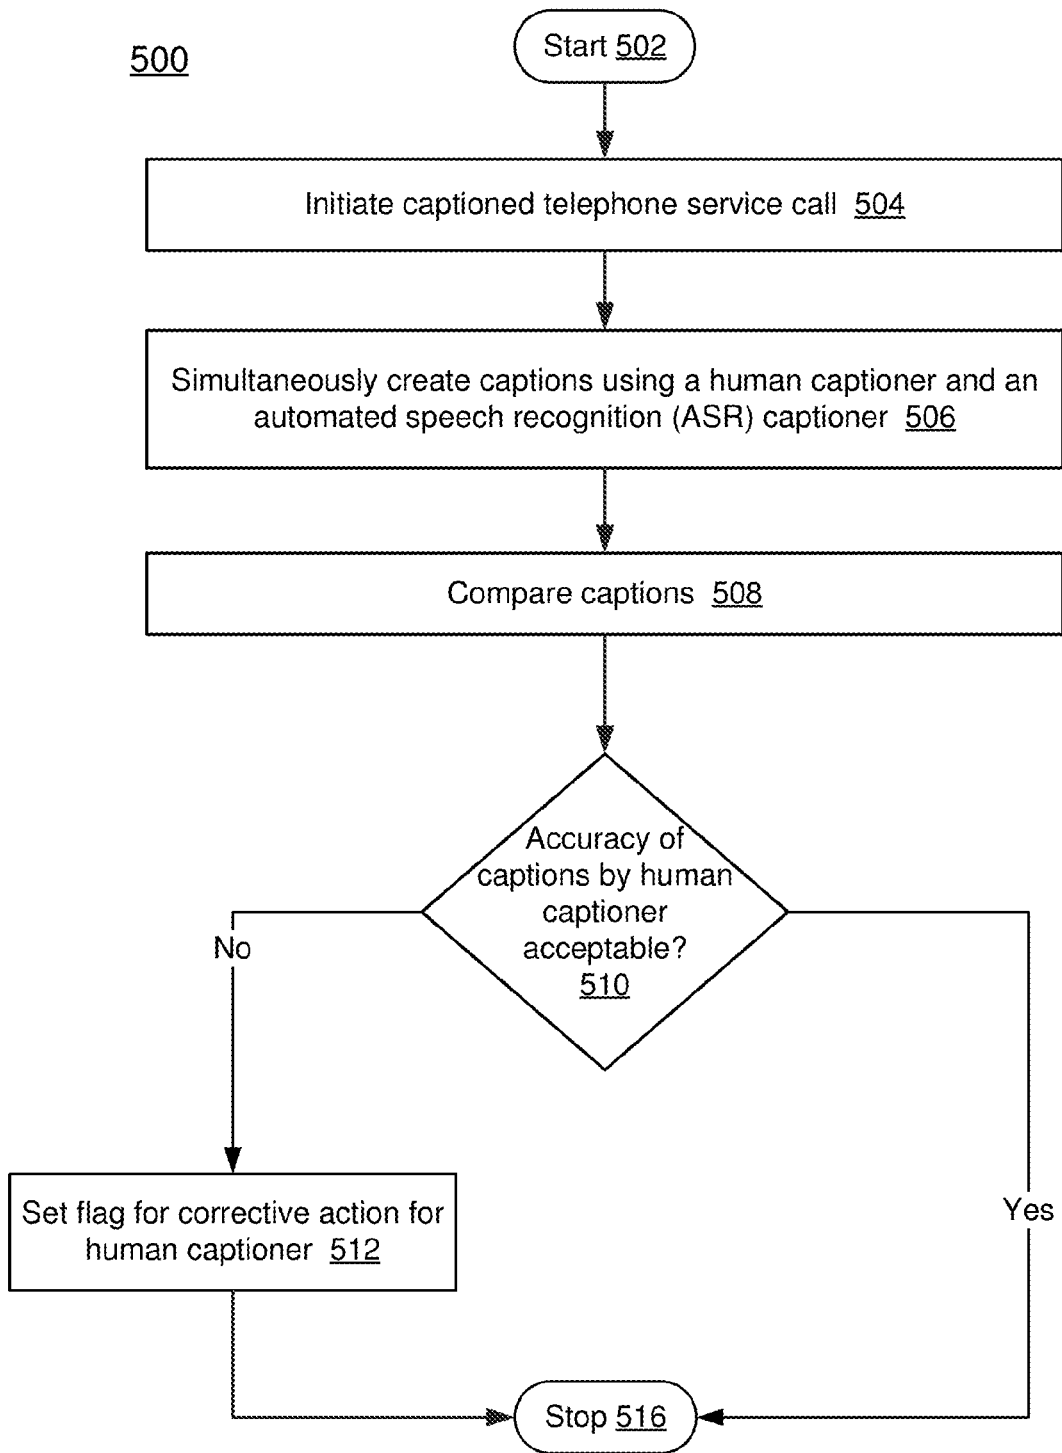 500
Start 502
Initiate captioned telephone service call 504
Simultaneously create captions using a human captioner and an
automated speech recognition (ASR) captioner 506
Compare captions 508
Accuracy of
captions by human
captioner
acceptable?
510
No
Yes
Set flag for corrective action for
human captioner 512
Stop 516